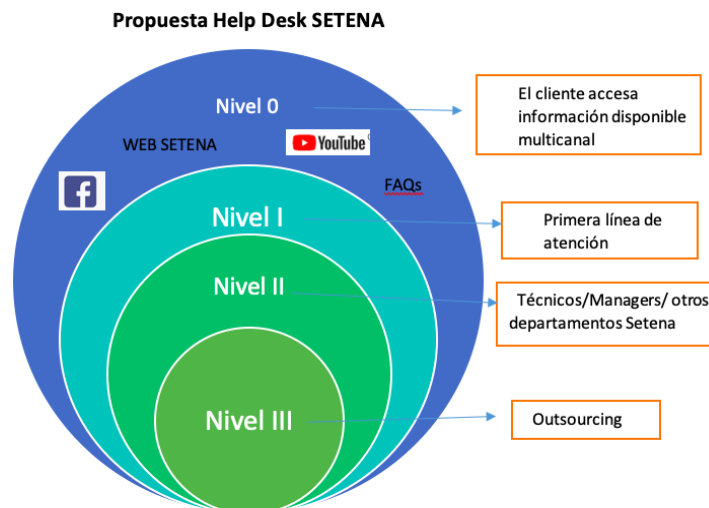 Propuesta Help Desk SETENA
Nivel 0
El cliente accesa
información disponible
multicanal
WEB SETENA
YouTube
f
FAQs
Nivel I
Primera línea de
atención
Nivel II
Técnicos/Managers/ otros
departamentos Setena
Nivel III
Outsourcing